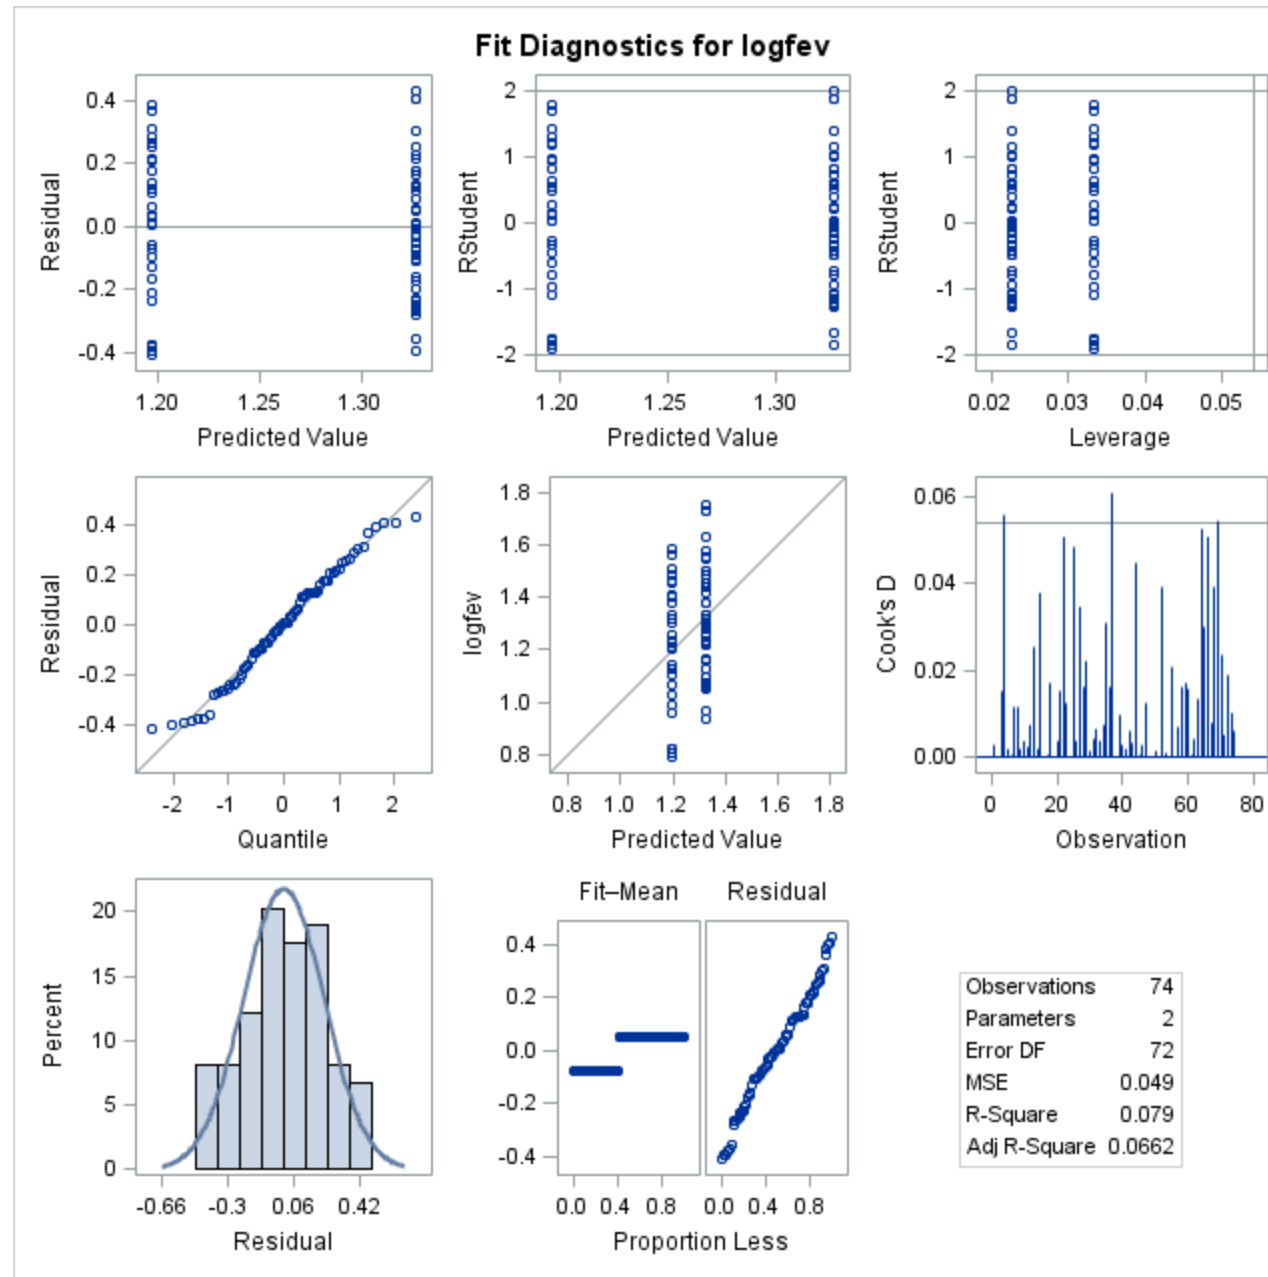 Fit Diagnostics for logfev
Residual
0.4
0.2
0.0
-0.2
-0.4
1.20 1.25 1.30
Predicted Value
RStudent
2
1
0
-1
-2
1.20 1.25 1.30
Predicted Value
RStudent
2
1
0
-1
-2
0.02 0.03 0.04 0.05
Leverage
Residual
0.4
0.2
0.0
-0.2
-0.4
-2 -1 0 1 2
Quantile
logfev
1.8
1.6
1.4
1.2
1.0
0.8
0.8 1.0 1.2 1.4 1.6 1.8
Predicted Value
Cook's D
0.06
0.04
0.02
0.00
0 20 40 60 80
Observation
Percent
20
15
10
5
0
-0.66 -0.3 0.06 0.42
Residual
Fit–Mean Residual
0.4
0.2
0.0
-0.2
-0.4
0.0 0.4 0.8 0.0 0.4 0.8
Proportion Less
Observations 74
Parameters 2
Error DF 72
MSE 0.049
R-Square 0.079
Adj R-Square 0.0662